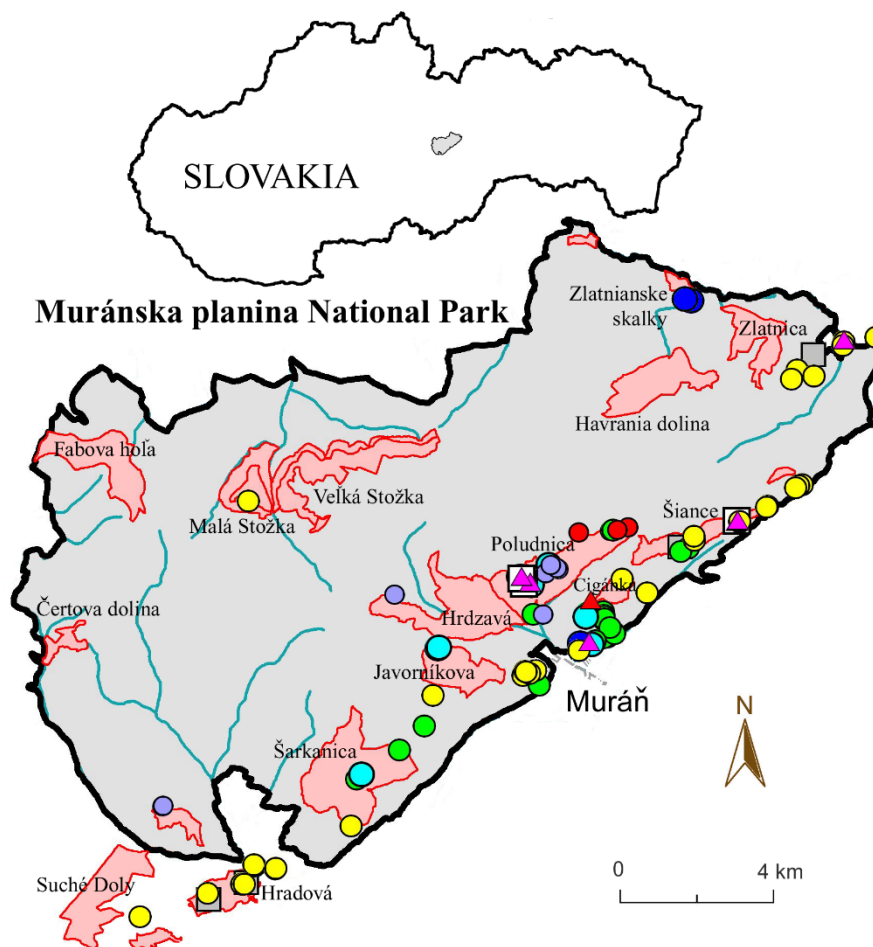 SLOVAKIA
Muránska planina National Park
Zlatnianske
skalky
Zlatnica
Havrania dolina
Fabova hoľa
Veľká Stožka
Malá Stožka
Šiance
Poludnica
Cigánka
Čertova dolina
Hrdzavá
Javorníkova
Muráň
N
Šarkanica
0 4 km
Suché Doly
Hradová